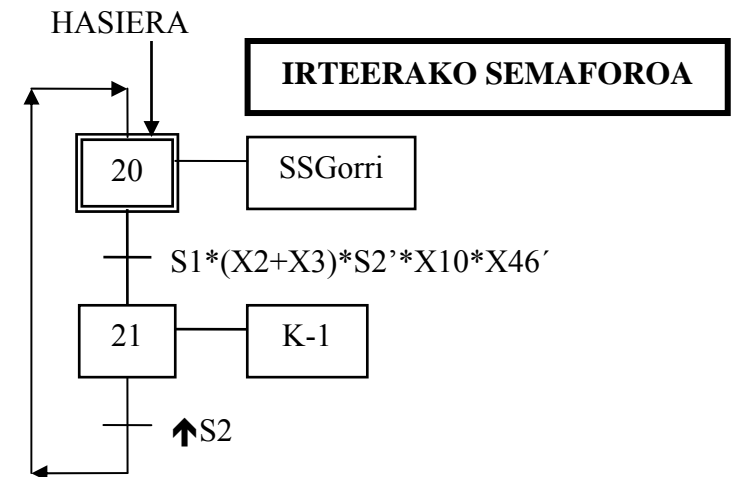 HASIERA
IRTEERAKO SEMAFOROA
20
SSGorri
S1*(X2+X3)*S2’*X10*X46´
21
K-1
🡹S2